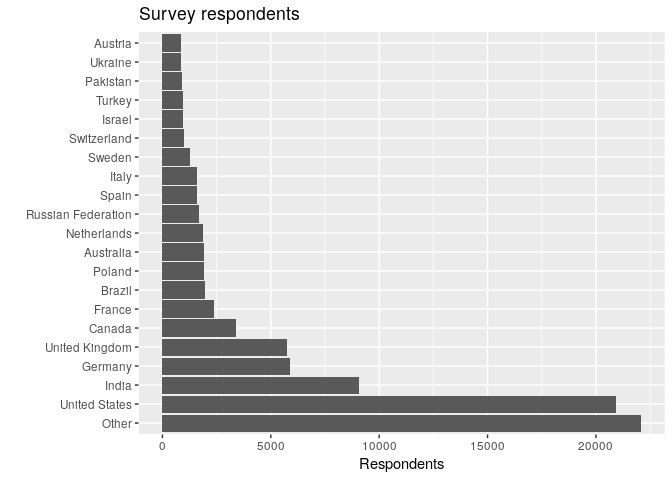 Survey respondents
Austria
Ukraine
Pakistan
Turkey
Israel
Switzerland
Sweden
Italy
Spain
Russian Federation
Netherlands
Australia
Poland
Brazil
France
Canada
United Kingdom
Germany
India
United States
Other
0 5000 10000 15000 20000
Respondents